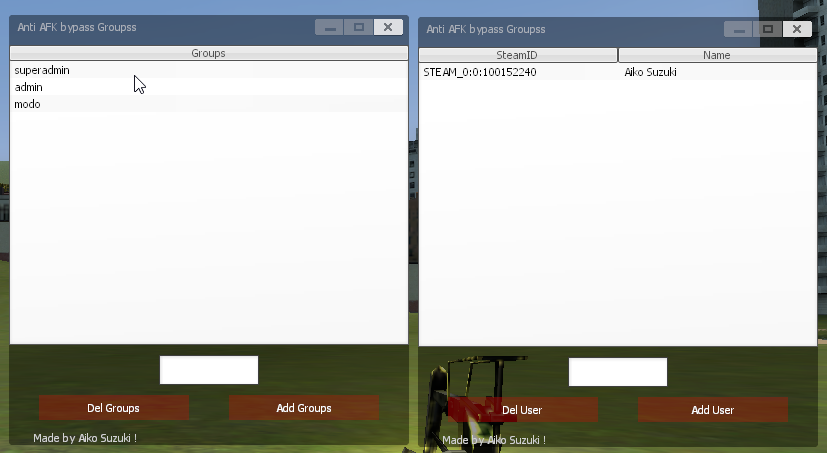 Anti AFK bypass Groupss
Groups
superadmin
admin
modo
Del Groups
Add Groups
Made by Aiko Suzuki !
Anti AFK bypass Groupss
SteamID Name
STEAM_0:0:100152240 Aiko Suzuki
Del User
Add User
Made by Aiko Suzuki !